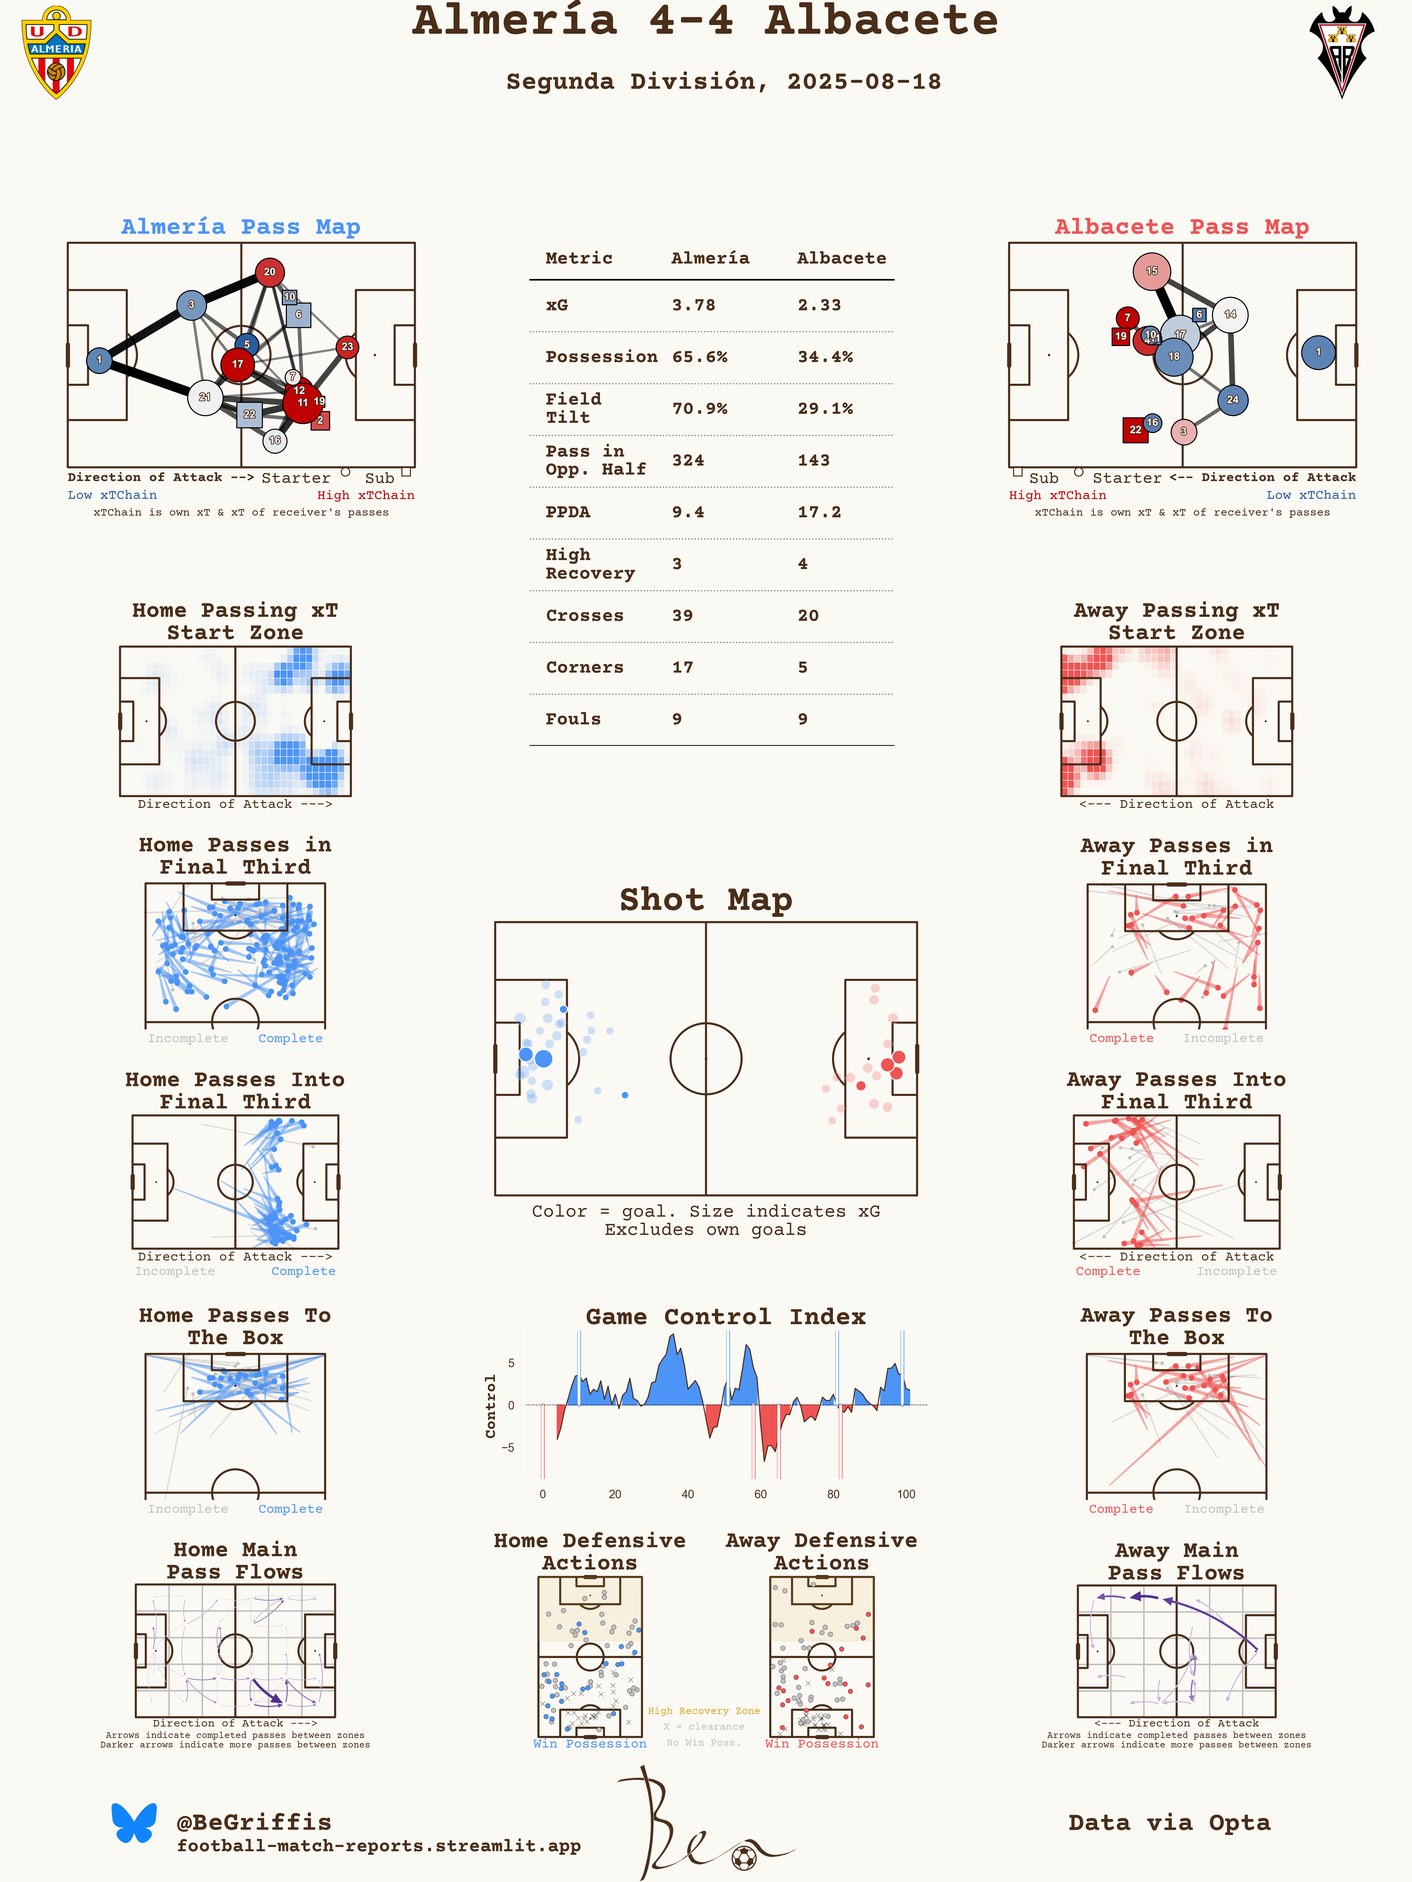 Almería 4-4 Albacete
Segunda División, 2025-08-18
U D
ALMERIA
Almería Pass Map
20
10
3
6
5
23
1
17
7
12
21
11
19
22
2
16
Direction of Attack --> Starter Sub
Low xTChain High xTChain
xTChain is own xT & xT of receiver's passes
Metric Almería Albacete
xG 3.78 2.33
Possession 65.6% 34.4%
Field
Tilt 70.9% 29.1%
Pass in
Opp. Half 324 143
PPDA 9.4 17.2
High
Recovery 3 4
Crosses 39 20
Corners 17 5
Fouls 9 9
Albacete Pass Map
15
7
6
14
19
10
17
18
1
24
22
16
3
Sub Starter <-- Direction of Attack
High xTChain Low xTChain
xTChain is own xT & xT of receiver's passes
Home Passing xT
Start Zone
Direction of Attack --->
Away Passing xT
Start Zone
<--- Direction of Attack
Home Passes in
Final Third
Incomplete Complete
Away Passes in
Final Third
Complete Incomplete
Shot Map
Color = goal. Size indicates xG
Excludes own goals
Home Passes Into
Final Third
Direction of Attack --->
Incomplete Complete
Away Passes Into
Final Third
<--- Direction of Attack
Complete Incomplete
Home Passes To
The Box
Incomplete Complete
Game Control Index
Control
5
0
−5
0 20 40 60 80 100
Away Passes To
The Box
Complete Incomplete
Home Main
Pass Flows
Direction of Attack --->
Arrows indicate completed passes between zones
Darker arrows indicate more passes between zones
Home Defensive
Actions
Win Possession
High Recovery Zone
X = clearance
No Win Poss.
Away Defensive
Actions
Win Possession
Away Main
Pass Flows
<--- Direction of Attack
Arrows indicate completed passes between zones
Darker arrows indicate more passes between zones
@BeGriffis
football-match-reports.streamlit.app
Ben
Data via Opta